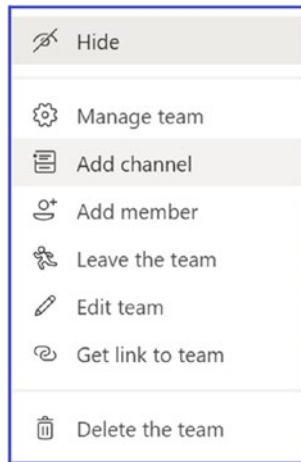 Hide
Manage team
Add channel
Add member
Leave the team
Edit team
Get link to team
Delete the team